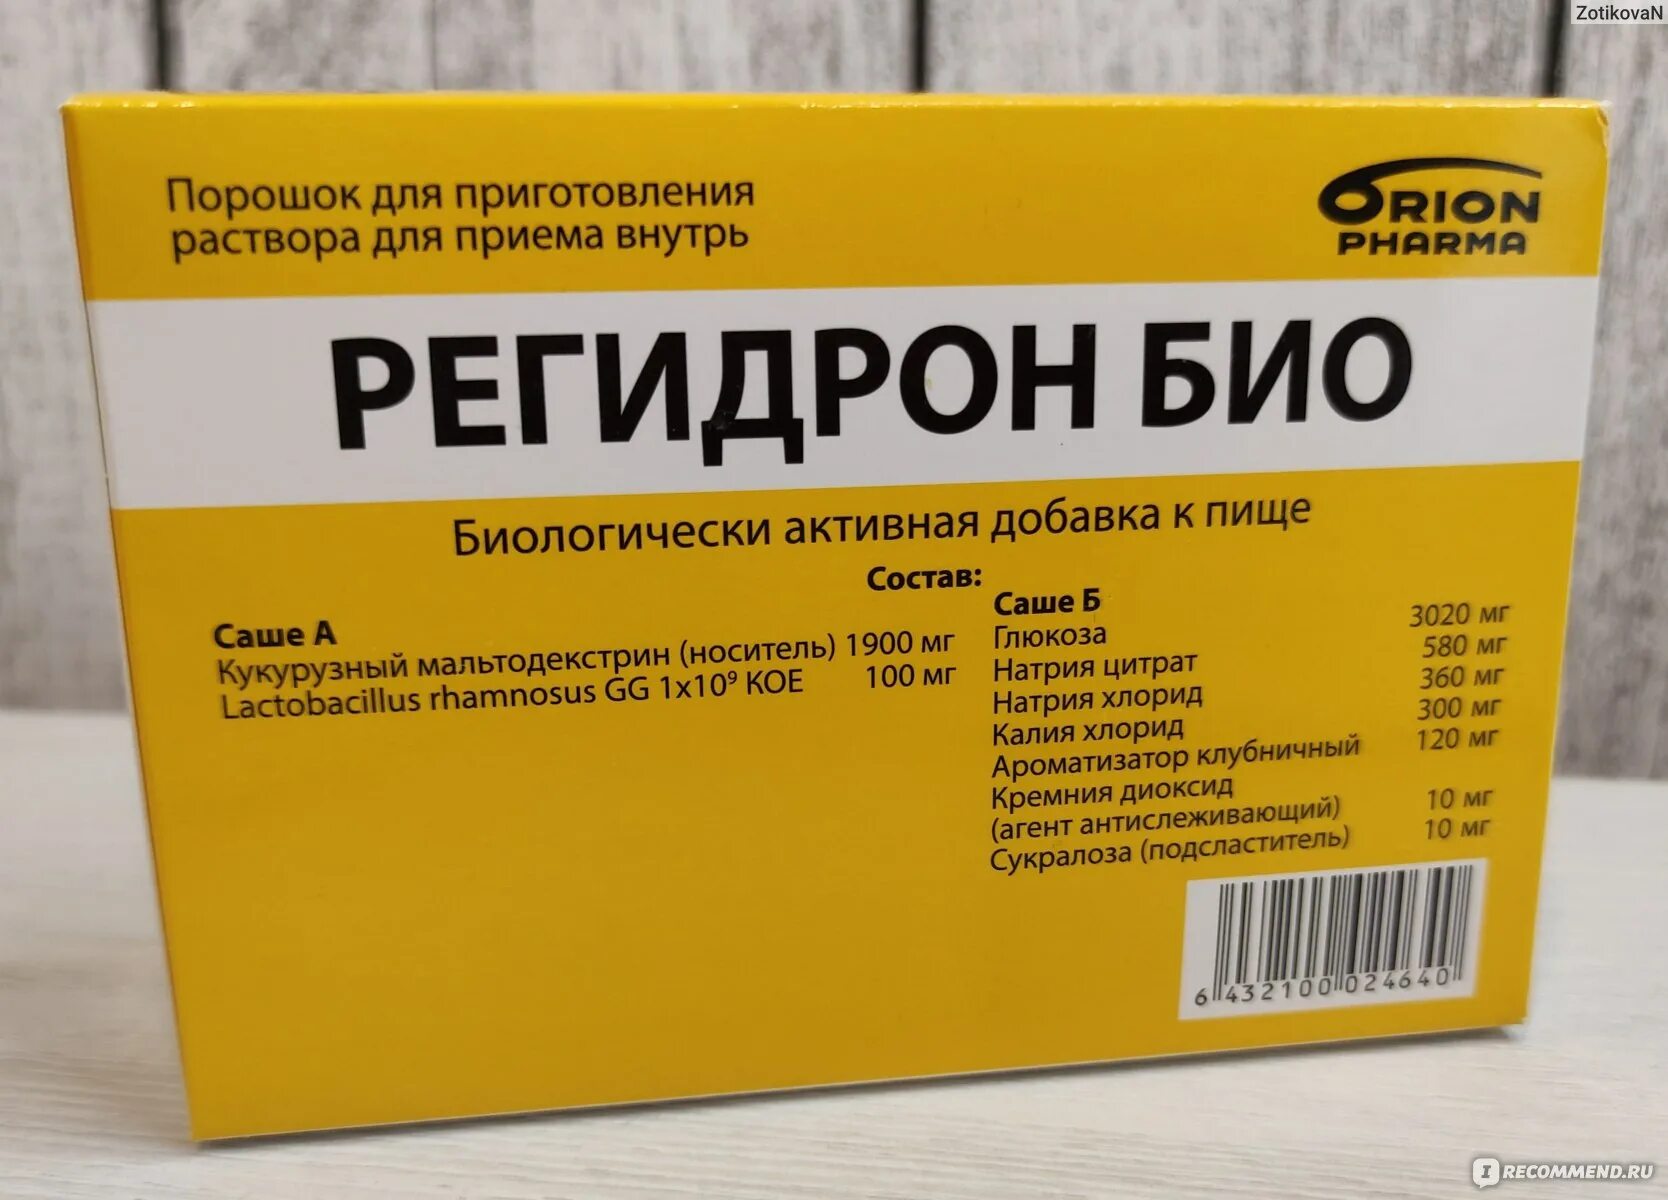 ZotikovaN
Порошок для приготовления
раствора для приема внутрь
ORION
PHARMA
РЕГИДРОН БИО
Биологически активная добавка к пище
Состав:
Саше А
Кукурузный мальтодекстрин (носитель) 1900 мг
Lactobacillus rhamnosus GG 1x10⁹ КОЕ 100 мг
Саше Б
Глюкоза 3020 мг
Натрия цитрат 580 мг
Натрия хлорид 360 мг
Калия хлорид 300 мг
Ароматизатор клубничный 120 мг
Кремния диоксид
(агент антислеживающий) 10 мг
Сукралоза (подсластитель) 10 мг
6 432100 024640
IRECOMMEND.RU